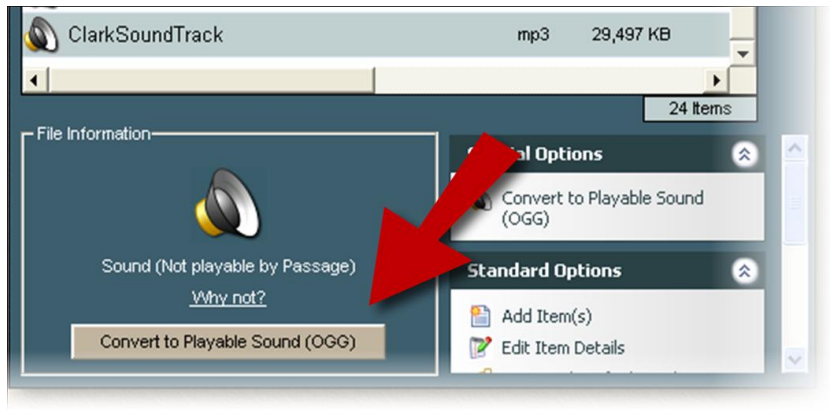 ClarkSoundTrack mp3 29,497 KB
24 Items
File Information
Sound (Not playable by Passage)
Why not?
Convert to Playable Sound (OGG)
Options
Convert to Playable Sound
(OGG)
Standard Options
Add Item(s)
Edit Item Details